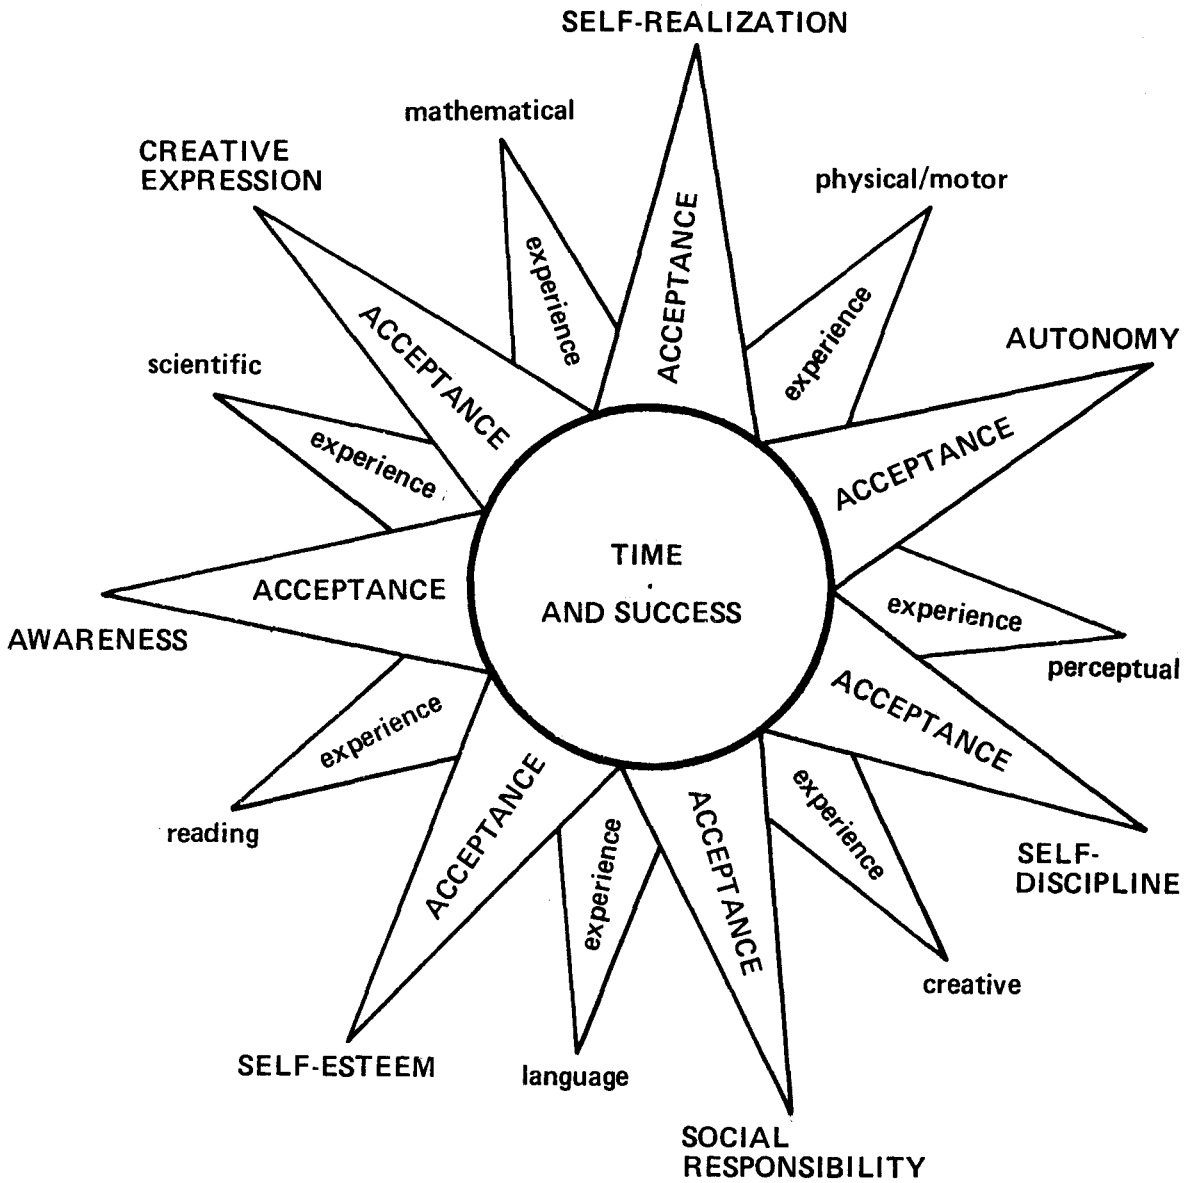 SELF-REALIZATION
mathematical
CREATIVE
EXPRESSION
physical/motor
ACCEPTANCE
experience
experience
AUTONOMY
scientific
ACCEPTANCE
experience
ACCEPTANCE
TIME
AND SUCCESS
ACCEPTANCE
AWARENESS
experience
perceptual
experience
ACCEPTANCE
reading
ACCEPTANCE
experience
ACCEPTANCE
experience
SELF-
DISCIPLINE
creative
SELF-ESTEEM
language
SOCIAL
RESPONSIBILITY